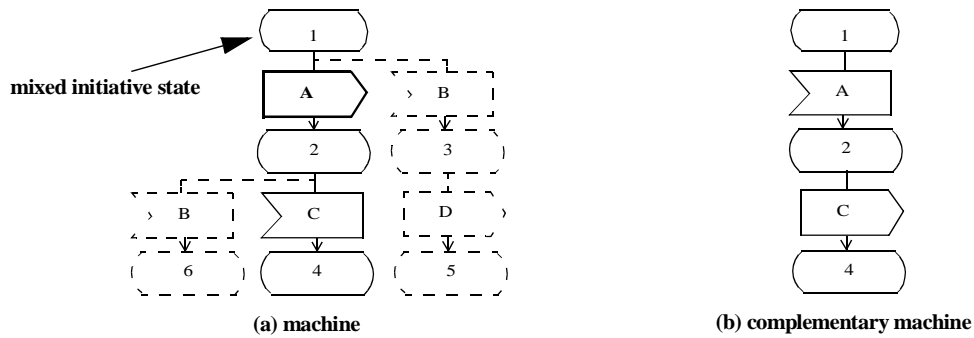 1
1
mixed initiative state
A
B
A
2
3
2
B
C
D
C
6
4
5
4
(a) machine
(b) complementary machine